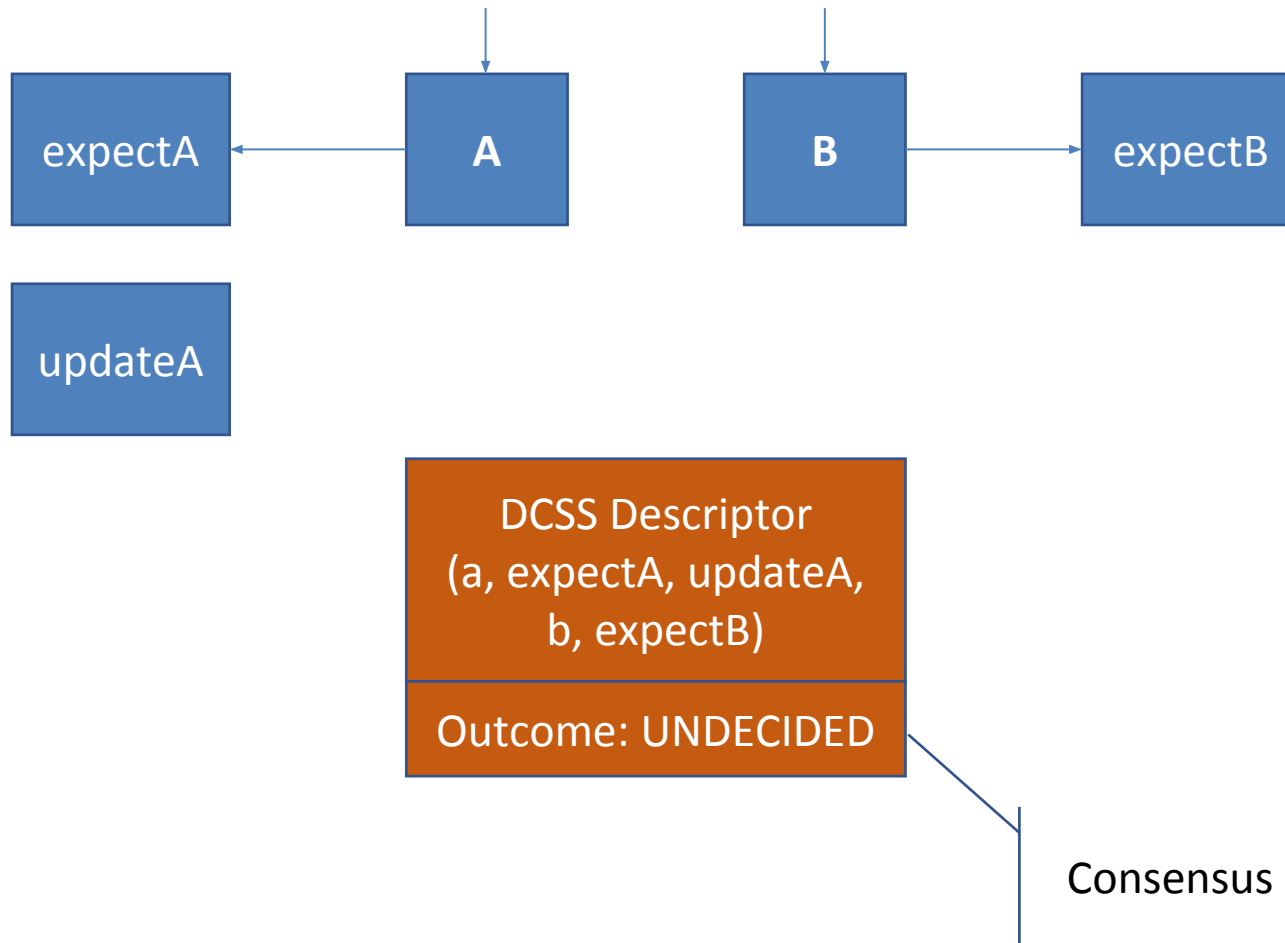 expectA
A
B
expectB
updateA
DCSS Descriptor
(a, expectA, updateA,
b, expectB)
Outcome: UNDECIDED
Consensus